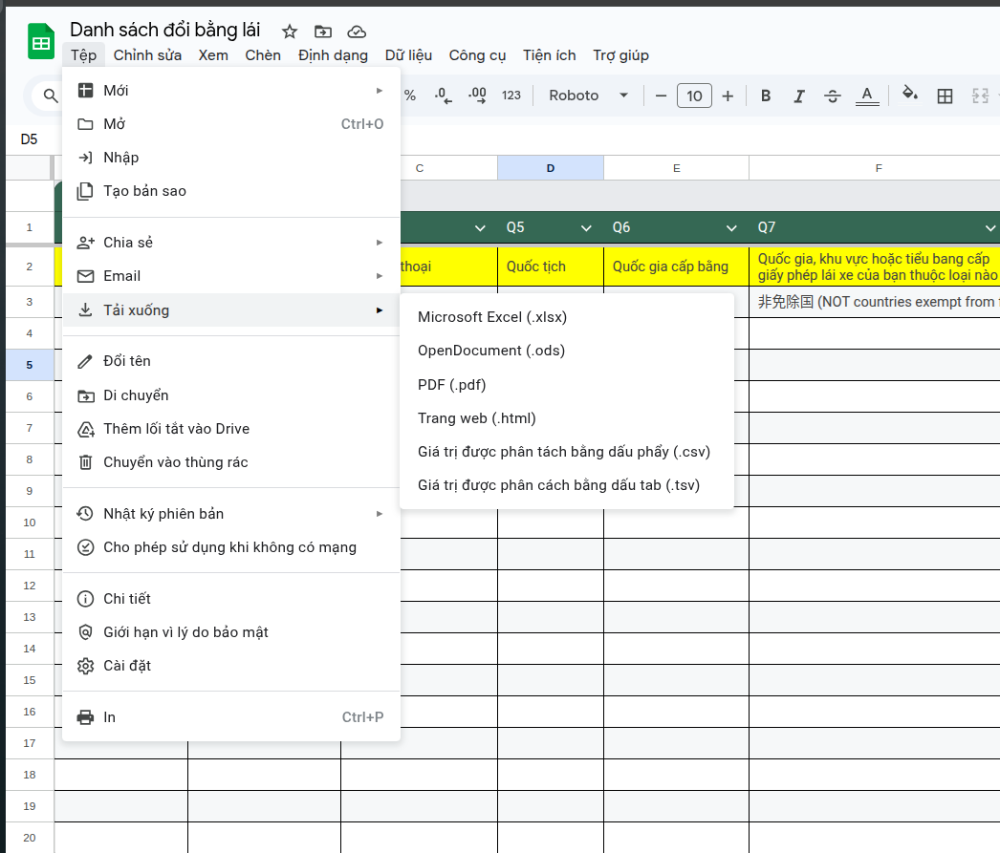 Danh sách đổi bằng lái
Tệp Chỉnh sửa Xem Chèn Định dạng Dữ liệu Công cụ Tiện ích Trợ giúp
% .0 .00 123 Roboto 10 B I A
D5
Mới
Mở Ctrl+O
Nhập
Tạo bản sao
Chia sẻ
Email
Tải xuống
Đổi tên
Di chuyển
Thêm lối tắt vào Drive
Chuyển vào thùng rác
Nhật ký phiên bản
Cho phép sử dụng khi không có mạng
Chi tiết
Giới hạn vì lý do bảo mật
Cài đặt
In Ctrl+P
Microsoft Excel (.xlsx)
OpenDocument (.ods)
PDF (.pdf)
Trang web (.html)
Giá trị được phân tách bằng dấu phẩy (.csv)
Giá trị được phân cách bằng dấu tab (.tsv)
C D E F
1 Q5 Q6 Q7
2 thoại Quốc tịch Quốc gia cấp bằng Quốc gia, khu vực hoặc tiểu bang cấp
giấy phép lái xe của bạn thuộc loại nào
3 非免除国 (NOT countries exempt from
4
5
6
7
8
9
10
11
12
13
14
15
16
17
18
19
20